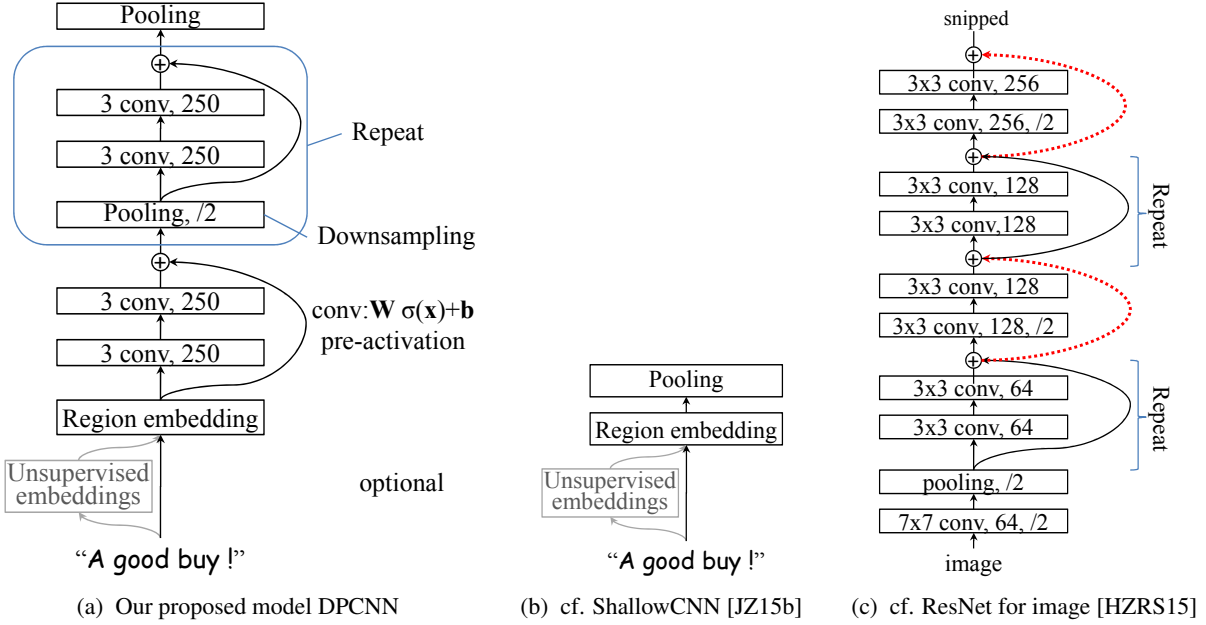 Pooling
3 conv, 250
3 conv, 250
Repeat
Pooling, /2
Downsampling
3 conv, 250
conv:W σ(x)+b
pre-activation
3 conv, 250
Region embedding
Unsupervised
embeddings
optional
“A good buy !”
(a) Our proposed model DPCNN
Pooling
Region embedding
Unsupervised
embeddings
“A good buy !”
(b) cf. ShallowCNN [JZ15b]
snipped
3x3 conv, 256
3x3 conv, 256, /2
3x3 conv, 128
Repeat
3x3 conv,128
3x3 conv, 128
3x3 conv, 128, /2
3x3 conv, 64
Repeat
3x3 conv, 64
pooling, /2
7x7 conv, 64, /2
image
(c) cf. ResNet for image [HZRS15]